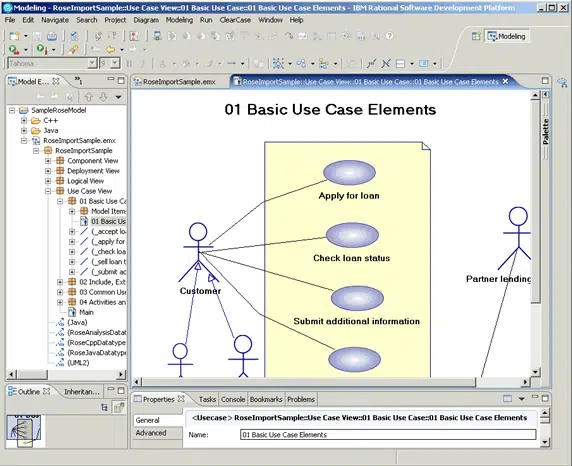 Modeling - RoseImportSample::Use Case View::01 Basic Use Case::01 Basic Use Case Elements - IBM Rational Software Development Platform
File Edit Navigate Search Project Diagram Modeling Run ClearCase Window Help
Modeling
Tahoma 9
Model E...
RoseImportSample.emx
RoseImportSample::Use Case View::01 Basic Use Case::01 Basic Use Case Elements
SampleRoseModel
C++
Java
RoseImportSample.emx
RoseImportSample
Component View
Deployment View
Logical View
Use Case View
01 Basic Use Ca
Model Items
01 Basic Us
(_accept loa
(_apply for
(_check loa
(_sell loan t
(_submit ac
02 Include, Ext
03 Common Use
04 Activities an
Main
(Java)
(RoseAnalysisDatat
(RoseCppDatatype
(RoseJavaDatatype
(UML2)
01 Basic Use Case Elements
Apply for loan
Check loan status
Customer
Partner lending
Submit additional information
Palette
Outline
Inheritan...
Properties Tasks Console Bookmarks Problems
General
Advanced
<Usecase> RoseImportSample::Use Case View::01 Basic Use Case::01 Basic Use Case Elements
Name: 01 Basic Use Case Elements